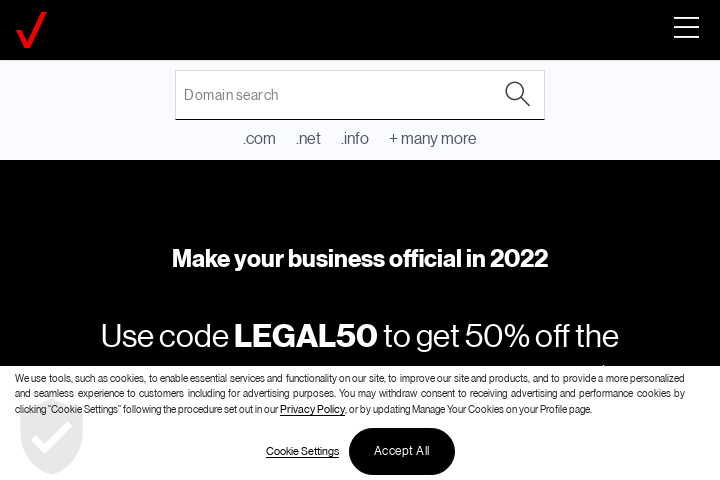 Domain search
.com .net .info + many more
Make your business official in 2022
Use code LEGAL50 to get 50% off the
We use tools, such as cookies, to enable essential services and functionality on our site, to improve our site and products, and to provide a more personalized
and seamless experience to customers including for advertising purposes. You may withdraw consent to receiving advertising and performance cookies by
clicking "Cookie Settings" following the procedure set out in our Privacy Policy, or by updating Manage Your Cookies on your Profile page.
Cookie Settings Accept All